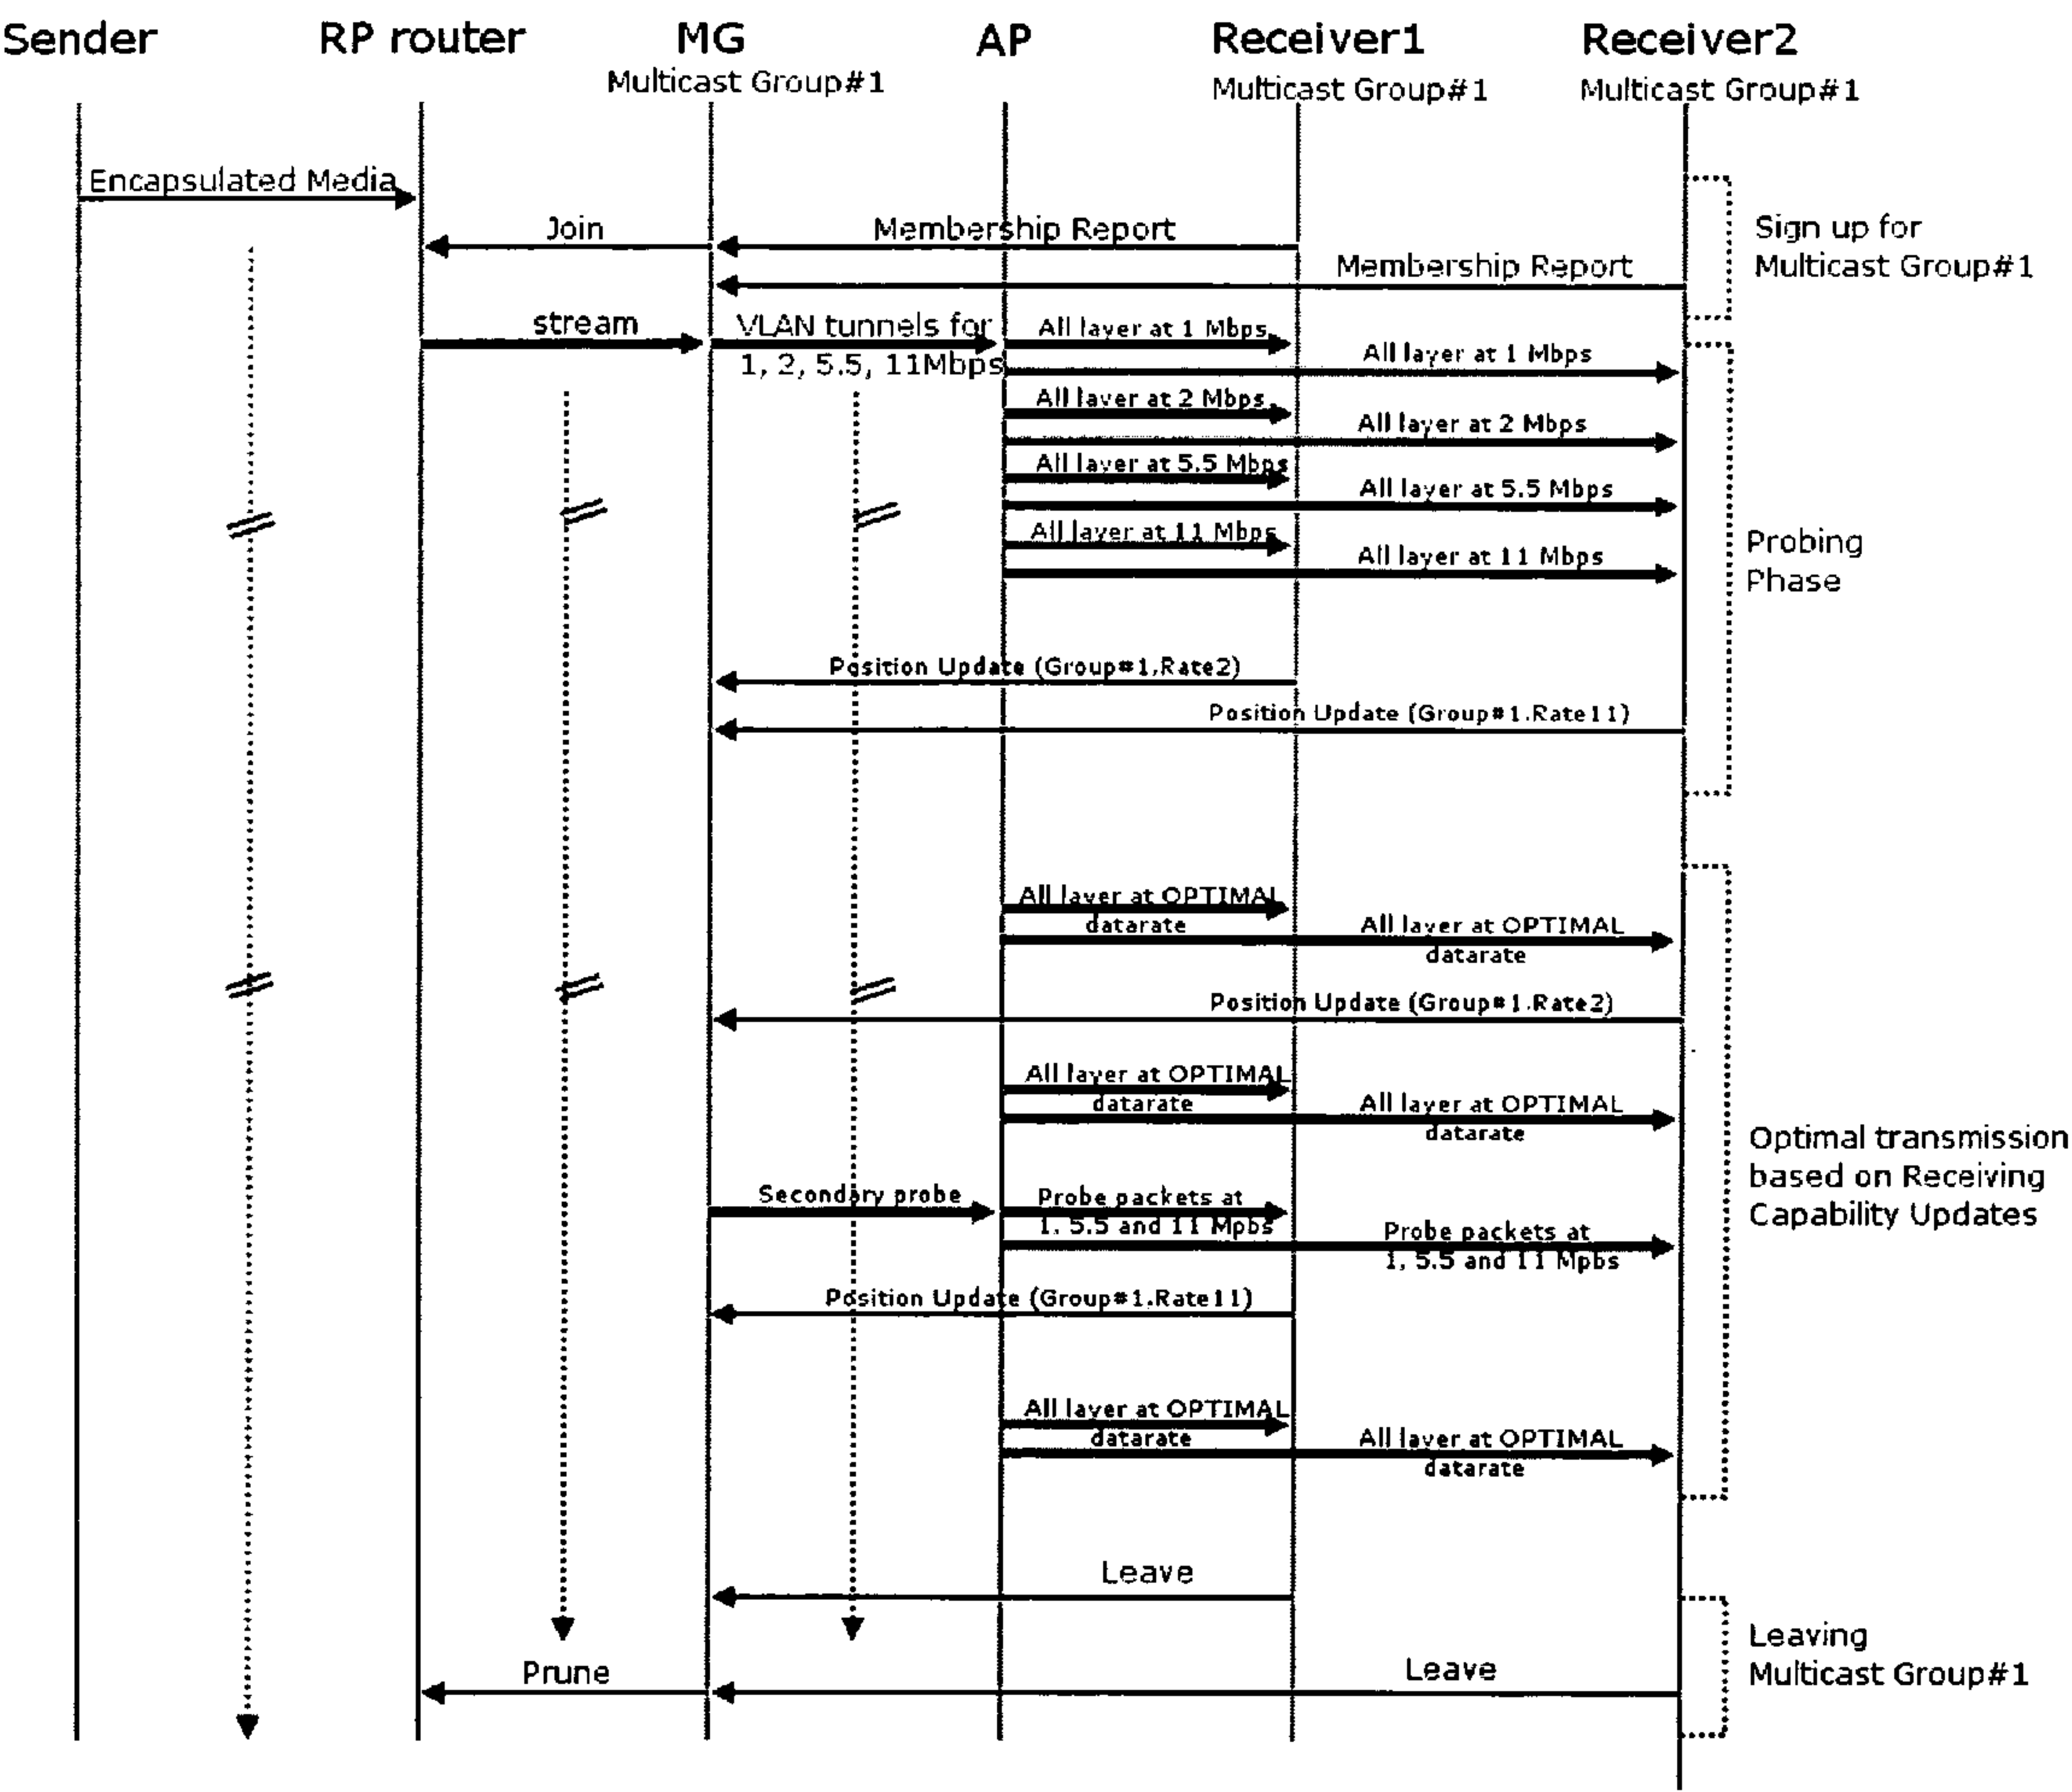 Sender
RP router
MG
AP
Receiver1
Receiver2
Multicast Group#1
Multicast Group#1
Multicast Group#1
Encapsulated Media
Join
Membership Report
Sign up for
Multicast Group#1
Membership Report
stream
VLAN tunnels for
1, 2, 5.5, 11Mbps
All layer at 1 Mbps
All layer at 1 Mbps
All layer at 2 Mbps
All layer at 2 Mbps
All layer at 5.5 Mbps
All layer at 5.5 Mbps
All layer at 11 Mbps
All layer at 11 Mbps
Probing
Phase
Position Update (Group#1.Rate2)
Position Update (Group#1.Rate11)
All layer at OPTIMAL
datarate
All layer at OPTIMAL
datarate
Position Update (Group#1.Rate2)
All layer at OPTIMAL
datarate
All layer at OPTIMAL
datarate
Optimal transmission
based on Receiving
Capability Updates
Secondary probe
Probe packets at
1, 5.5 and 11 Mpbs
Probe packets at
1, 5.5 and 11 Mpbs
Position Update (Group#1.Rate11)
All layer at OPTIMAL
datarate
All layer at OPTIMAL
datarate
Leave
Leaving
Multicast Group#1
Prune
Leave